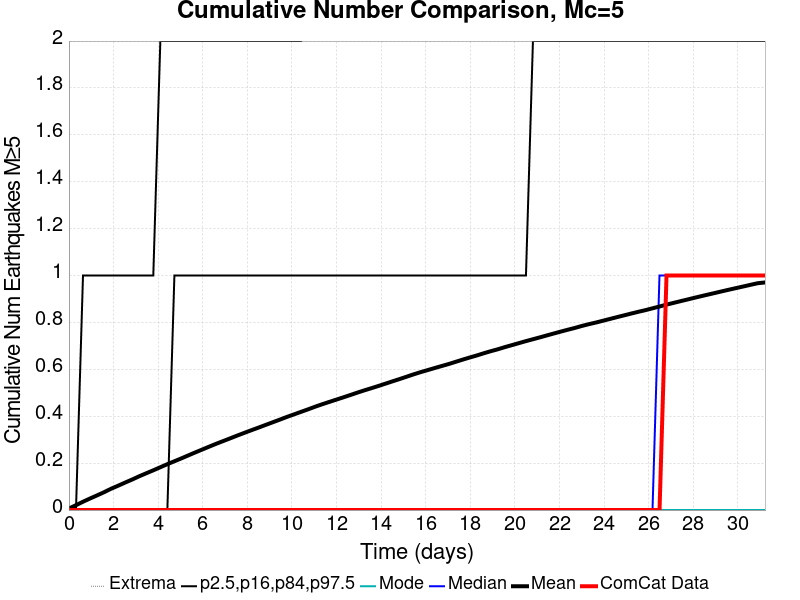 Cumulative Number Comparison, Mc=5
Cumulative Num Earthquakes M≥5
2
1.8
1.6
1.4
1.2
1
0.8
0.6
0.4
0.2
0
0 2 4 6 8 10 12 14 16 18 20 22 24 26 28 30
Time (days)
Extrema p2.5,p16,p84,p97.5 Mode Median Mean ComCat Data